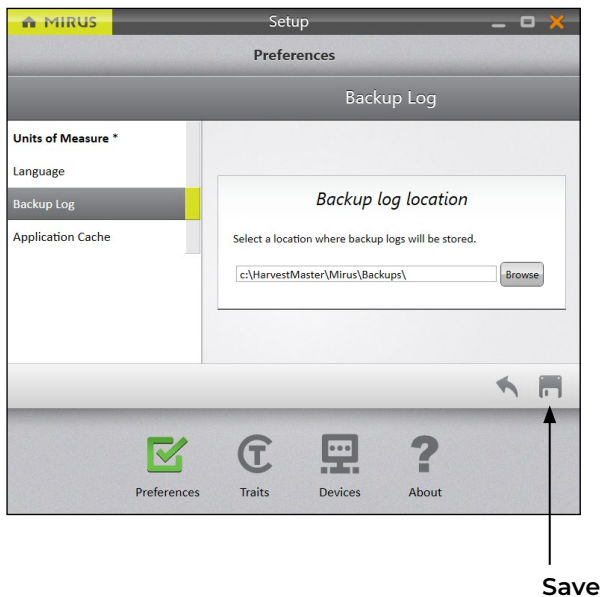 MIRUS
Setup
Preferences
Backup Log
Units of Measure *
Language
Backup Log
Application Cache
Backup log location
Select a location where backup logs will be stored.
c:\HarvestMaster\Mirus\Backups\ Browse
Preferences Traits Devices About
Save